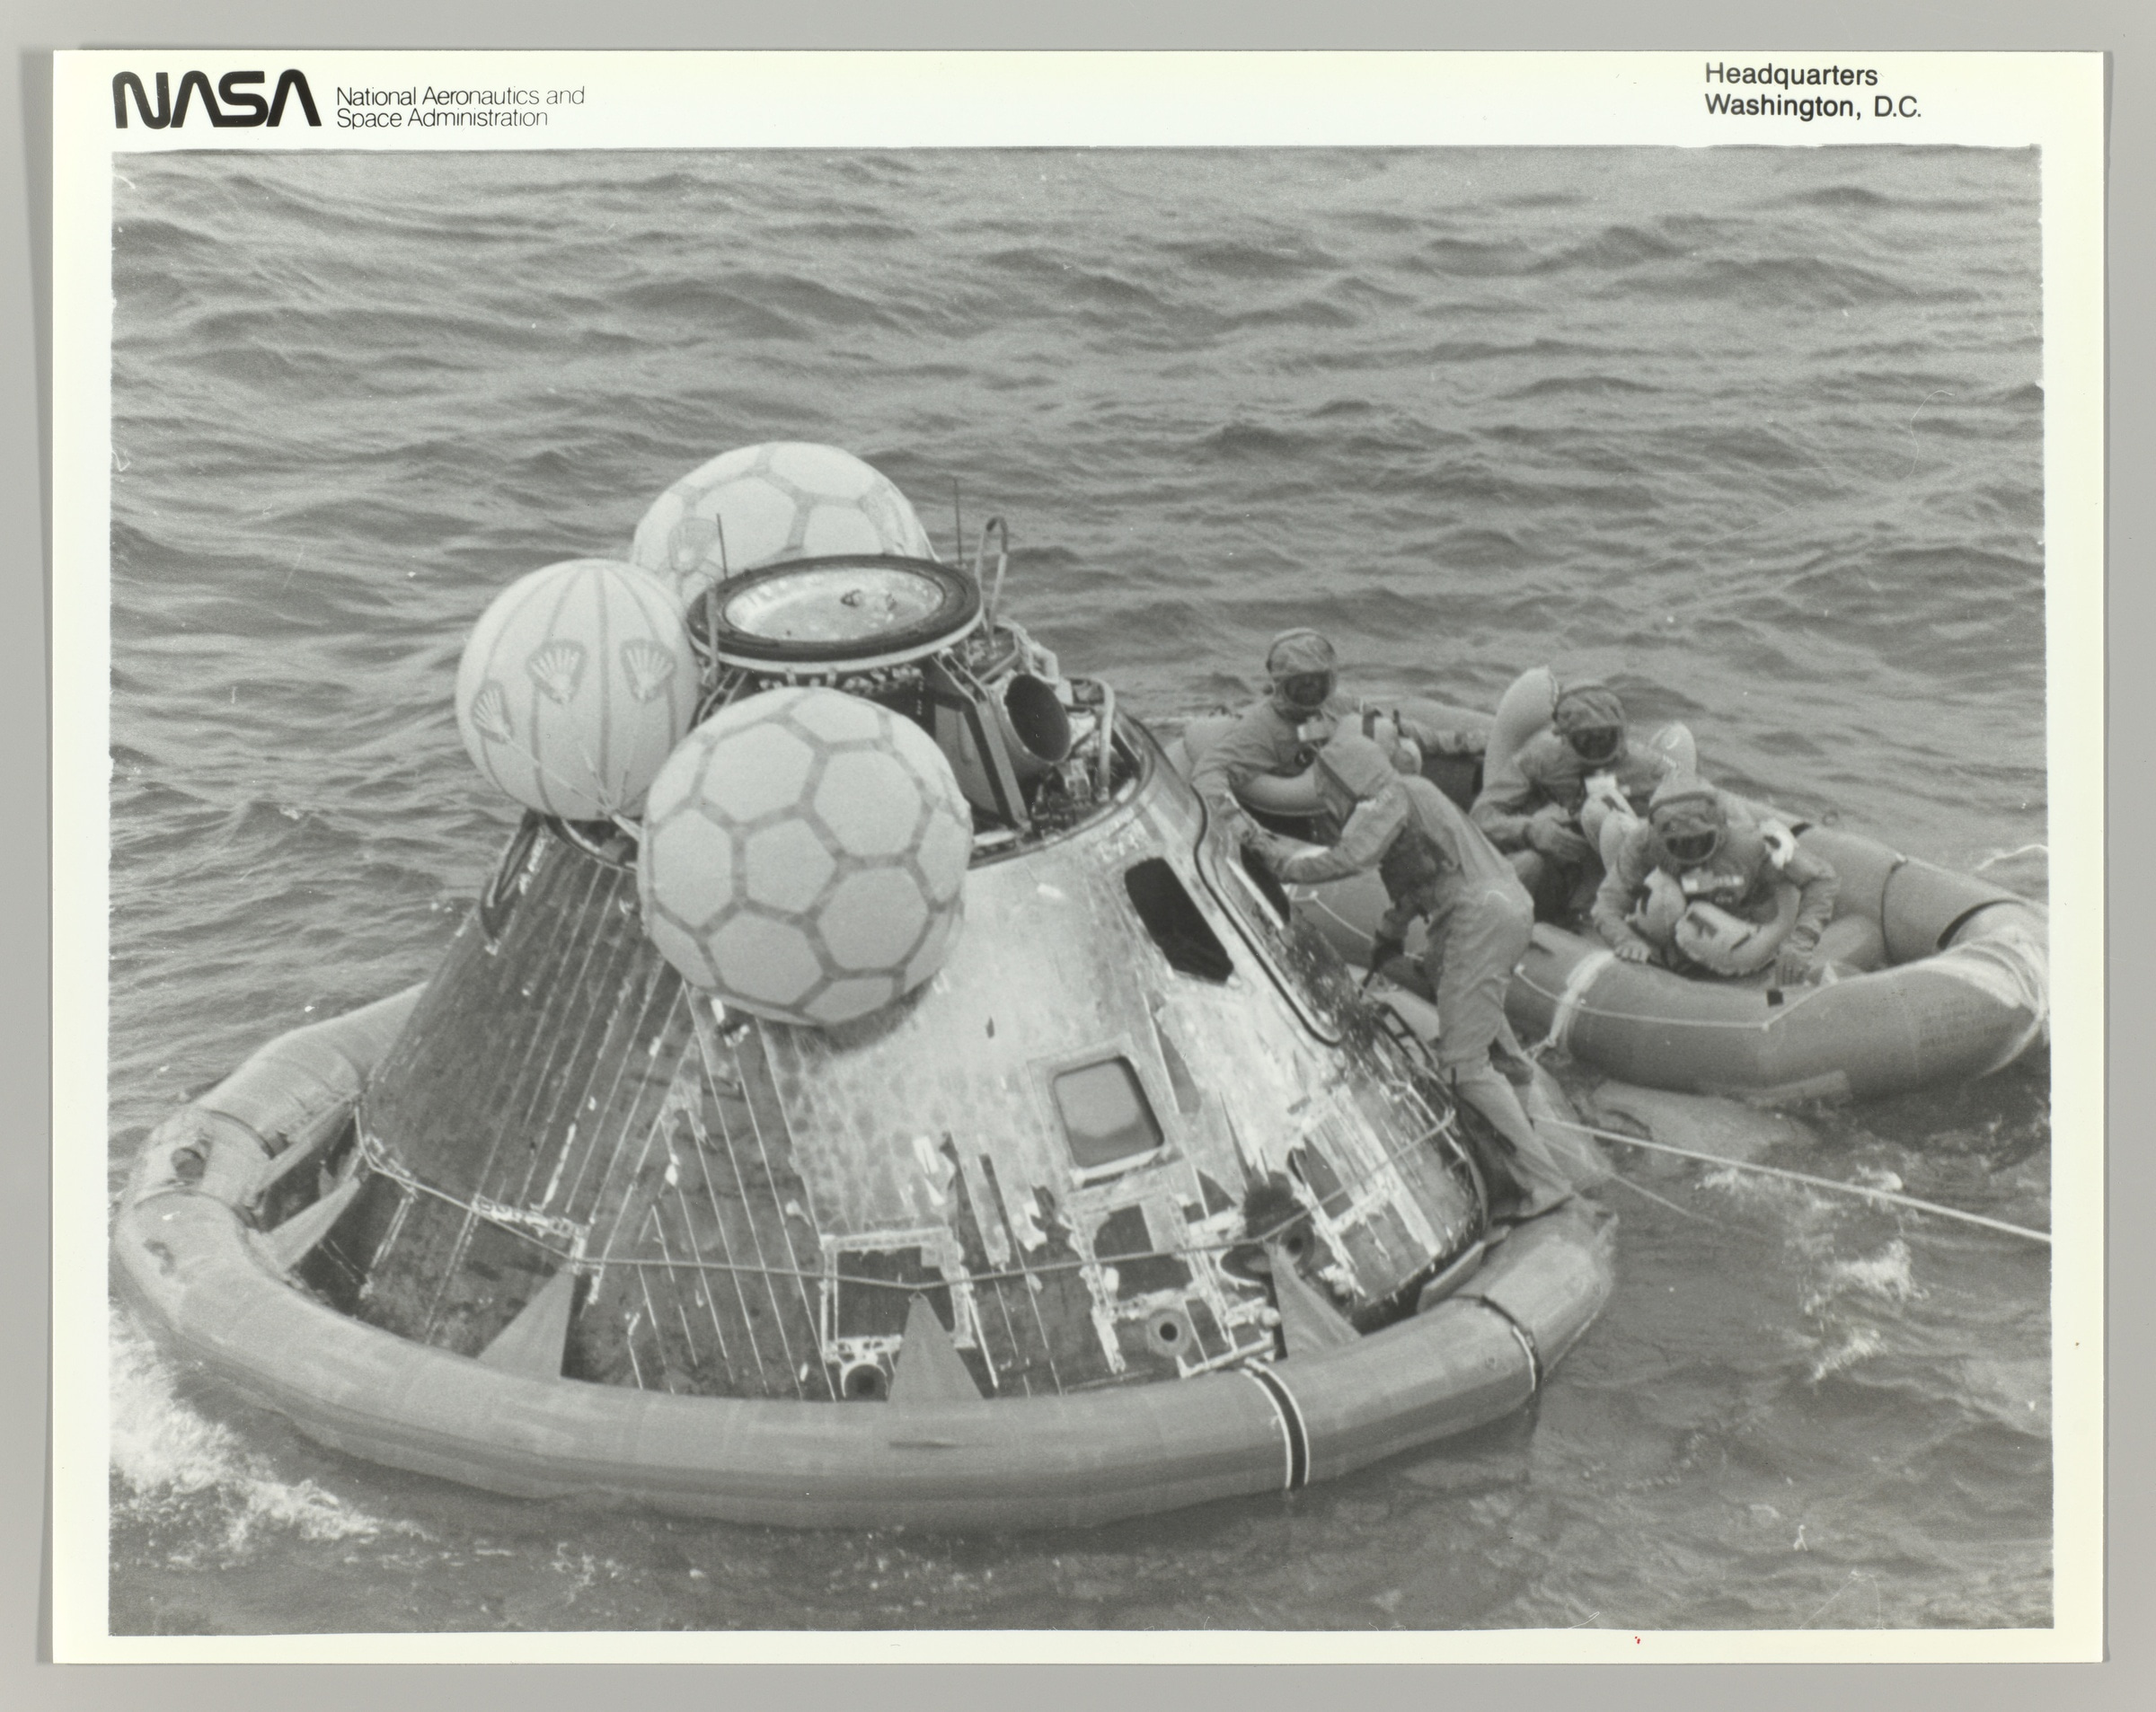 NASA
National Aeronautics and
Space Administration
Headquarters
Washington, D.C.